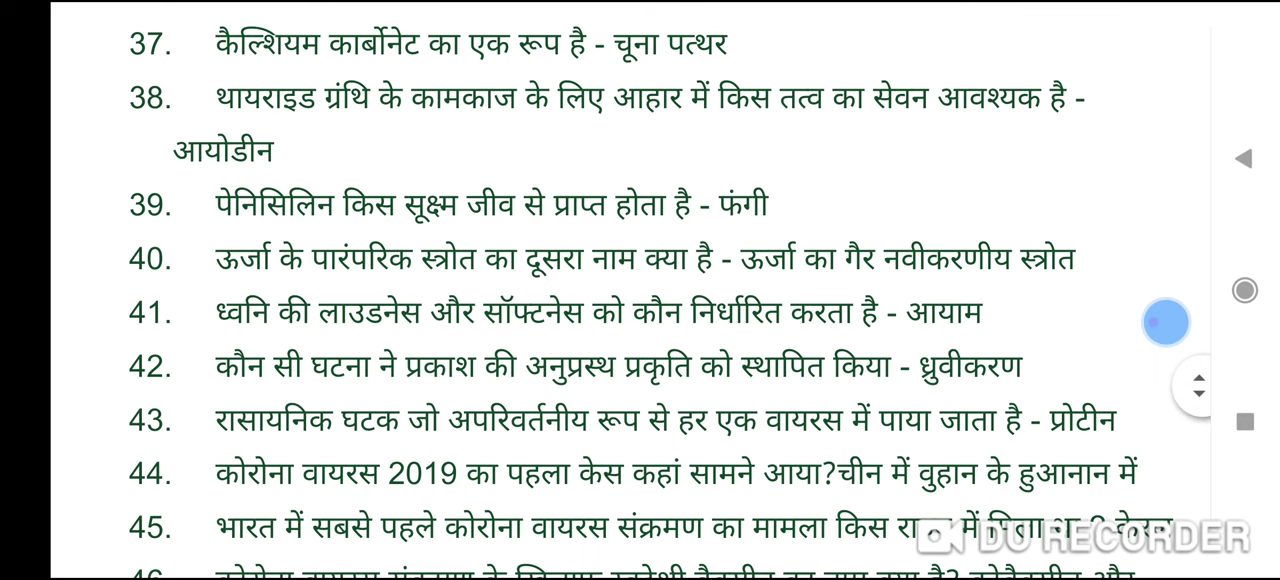 37. कैल्शियम कार्बोनेट का एक रूप है - चूना पत्थर
38. थायराइड ग्रंथि के कामकाज के लिए आहार में किस तत्व का सेवन आवश्यक है -
आयोडीन
39. पेनिसिलिन किस सूक्ष्म जीव से प्राप्त होता है - फंगी
40. ऊर्जा के पारंपरिक स्त्रोत का दूसरा नाम क्या है - ऊर्जा का गैर नवीकरणीय स्त्रोत
41. ध्वनि की लाउडनेस और सॉफ्टनेस को कौन निर्धारित करता है - आयाम
42. कौन सी घटना ने प्रकाश की अनुप्रस्थ प्रकृति को स्थापित किया - ध्रुवीकरण
43. रासायनिक घटक जो अपरिवर्तनीय रूप से हर एक वायरस में पाया जाता है - प्रोटीन
44. कोरोना वायरस 2019 का पहला केस कहां सामने आया?चीन में वुहान के हुआनान में
45. भारत में सबसे पहले कोरोना वायरस संक्रमण का मामला किस में
DU RECORDER